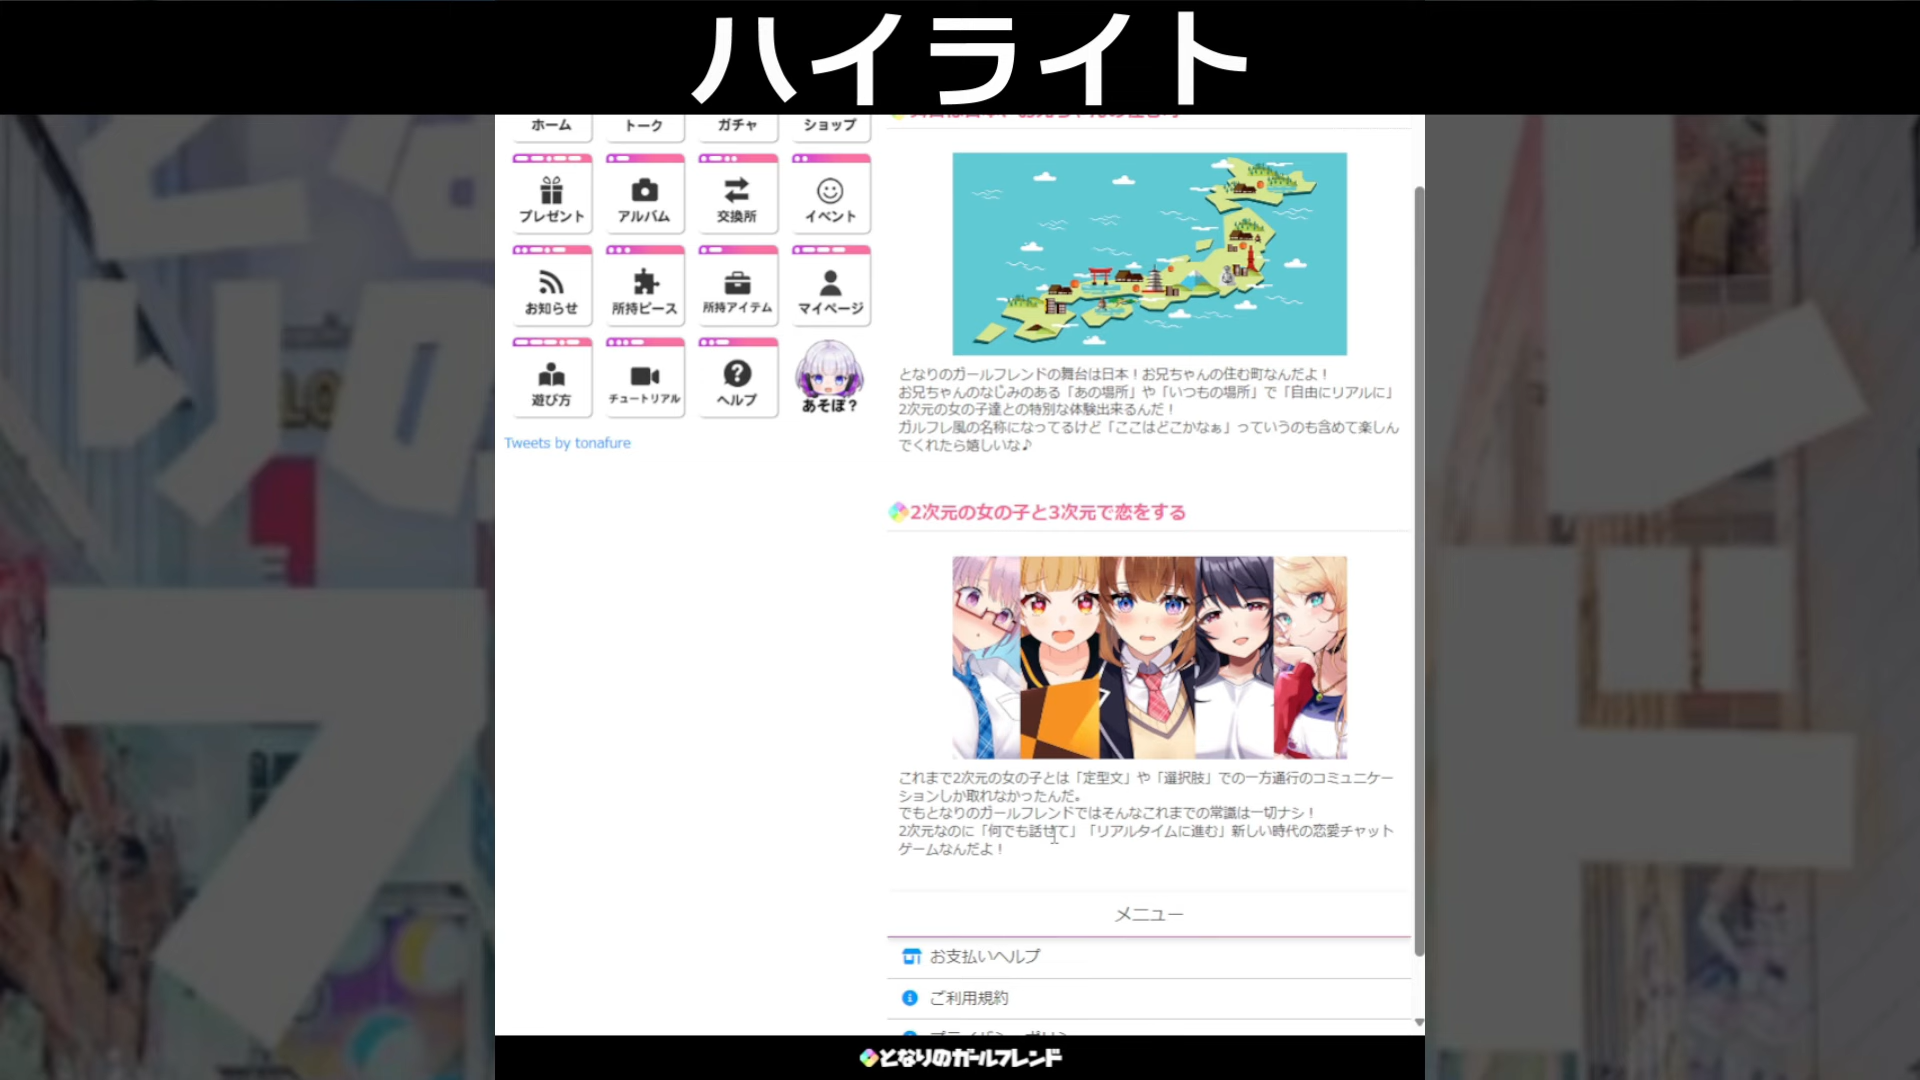 ハイライト
ホーム
トーク
ガチャ
ショップ
プレゼント
アルバム
交換所
イベント
お知らせ
所持ピース
所持アイテム
マイページ
遊び方
チュートリアル
ヘルプ
あそぼ？
Tweets by tonafure
となりのガールフレンドの舞台は日本！お兄ちゃんの住む町なんだよ！
お兄ちゃんのなじみのある「あの場所」や「いつもの場所」で「自由にリアルに」
2次元の女の子達との特別な体験出来るんだ！
ガルフレ風の名称になってるけど「ここはどこかなぁ」っていうのも含めて楽しん
でくれたら嬉しいな♪
2次元の女の子と3次元で恋をする
これまで2次元の女の子とは「定型文」や「選択肢」での一方通行のコミュニケー
ションしか取れなかったんだ。
でもとなりのガールフレンドではそんなこれまでの常識は一切ナシ！
2次元なのに「何でも話せて」「リアルタイムに進む」新しい時代の恋愛チャット
ゲームなんだよ！
メニュー
お支払いヘルプ
ご利用規約
となりのガールフレンド